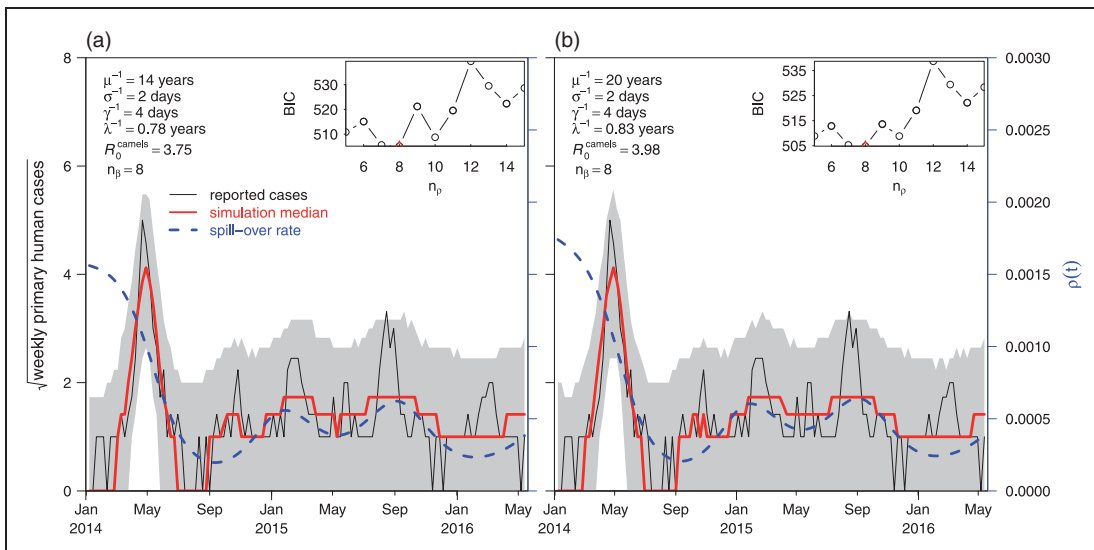 (a)
8
6
4
2
0
√weekly primary human cases
μ⁻¹ = 14 years
σ⁻¹ = 2 days
γ⁻¹ = 4 days
λ⁻¹ = 0.78 years
R₀ᶜᵃᵐᵉˡˢ = 3.75
n_β = 8
reported cases
simulation median
spill−over rate
BIC
530
520
510
6 8 10 12 14
n_ρ
Jan May Sep Jan May Sep Jan May
2014 2015 2016
(b)
μ⁻¹ = 20 years
σ⁻¹ = 2 days
γ⁻¹ = 4 days
λ⁻¹ = 0.83 years
R₀ᶜᵃᵐᵉˡˢ = 3.98
n_β = 8
BIC
535
525
515
505
6 8 10 12 14
n_ρ
Jan May Sep Jan May Sep Jan May
2014 2015 2016
0.0030
0.0025
0.0020
0.0015
0.0010
0.0005
0.0000
ρ(t)